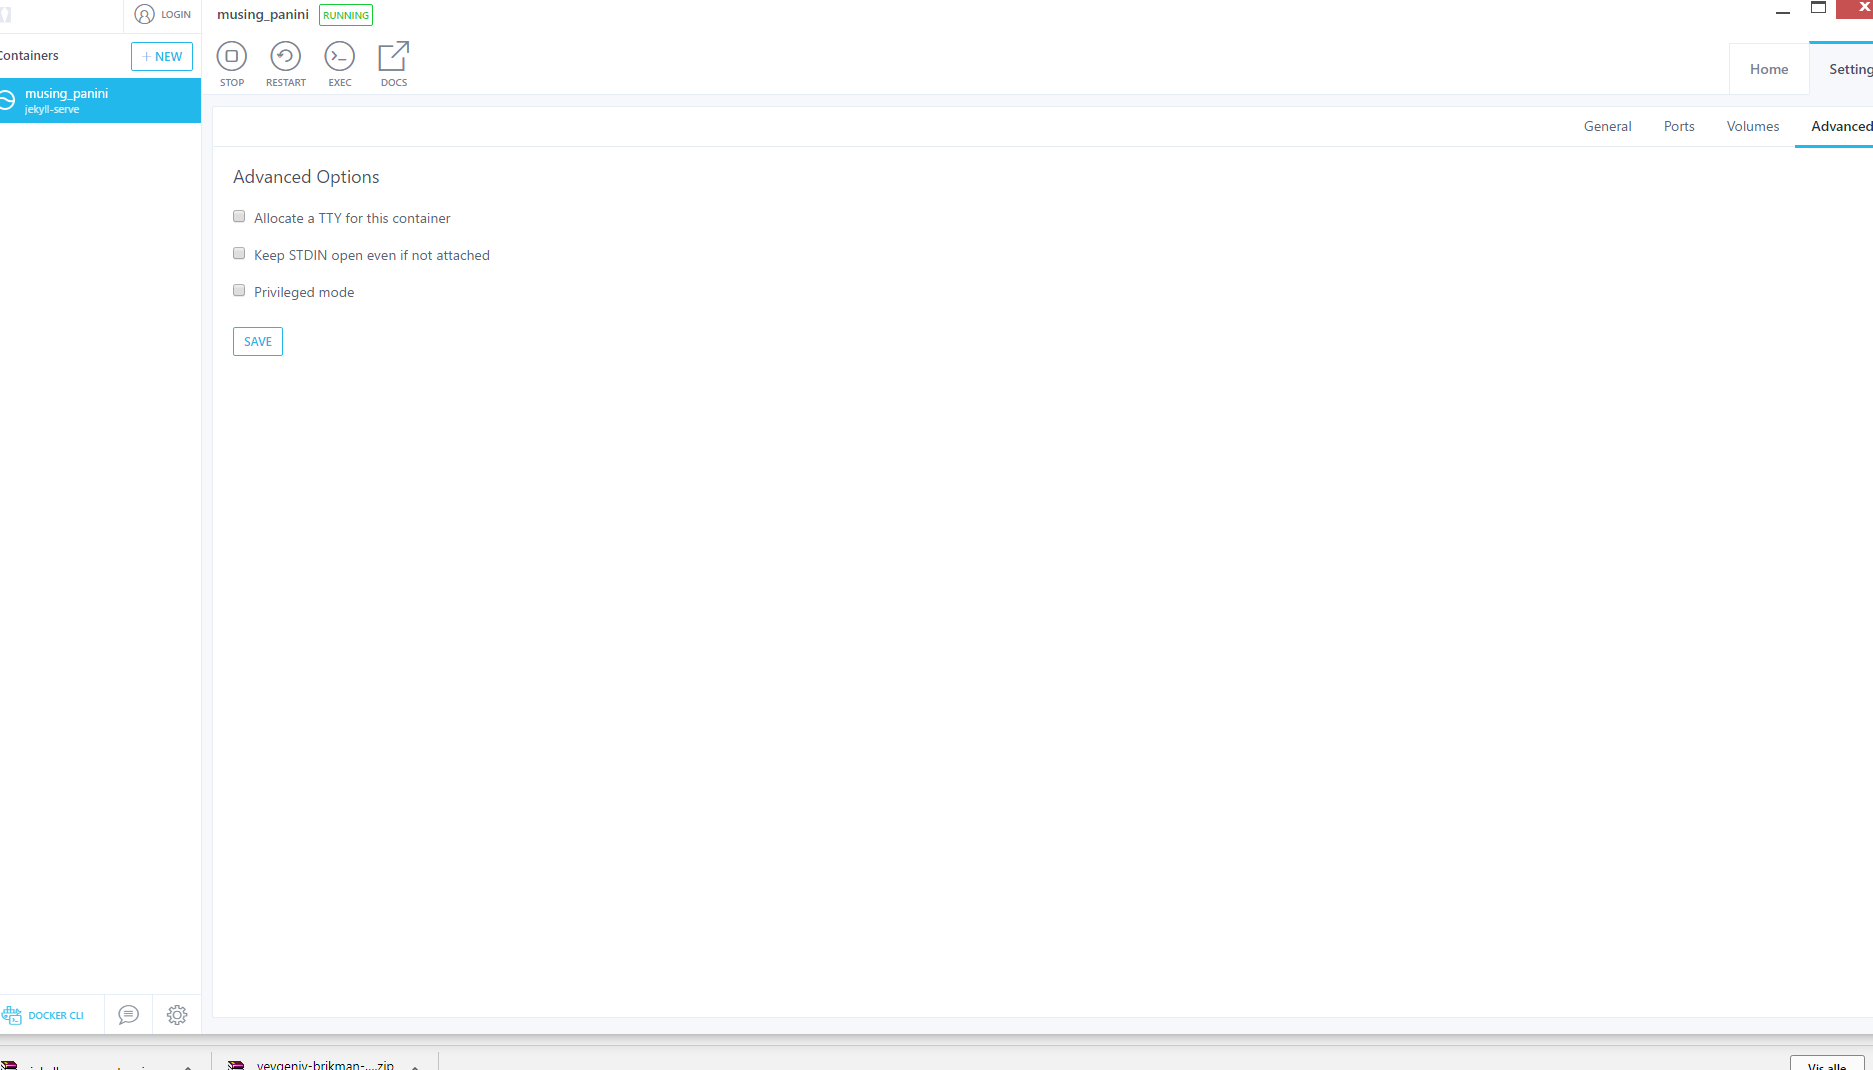 LOGIN
musing_panini RUNNING
Containers
+ NEW
musing_panini
jekyll-serve
STOP
RESTART
EXEC
DOCS
Home
Setting
General
Ports
Volumes
Advanced
Advanced Options
Allocate a TTY for this container
Keep STDIN open even if not attached
Privileged mode
SAVE
DOCKER CLI
yevgeniy-brikman-....zip
Vis alle